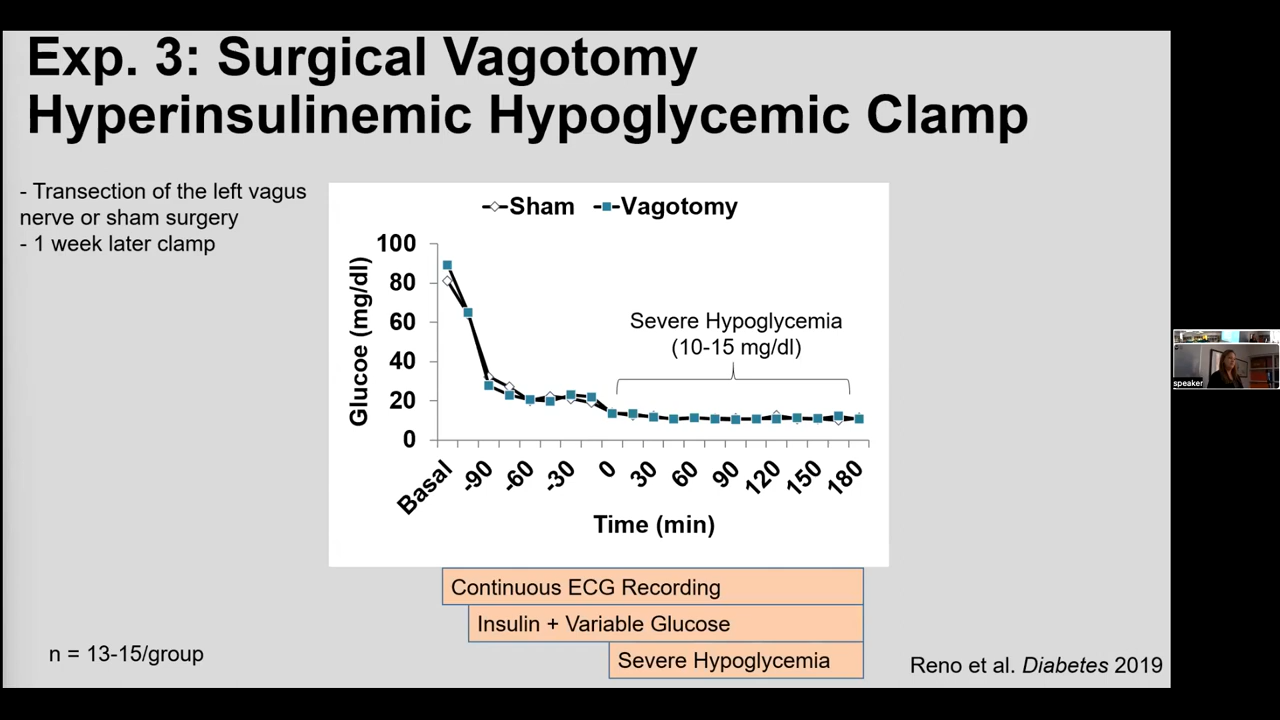 Exp. 3: Surgical Vagotomy
Hyperinsulinemic Hypoglycemic Clamp
- Transection of the left vagus
nerve or sham surgery
- 1 week later clamp
Sham Vagotomy
Glucoe (mg/dl)
100
80
60
40
20
0
Severe Hypoglycemia
(10-15 mg/dl)
Basal -90 -60 -30 0 30 60 90 120 150 180
Time (min)
Continuous ECG Recording
Insulin + Variable Glucose
Severe Hypoglycemia
n = 13-15/group
Reno et al. Diabetes 2019
speaker